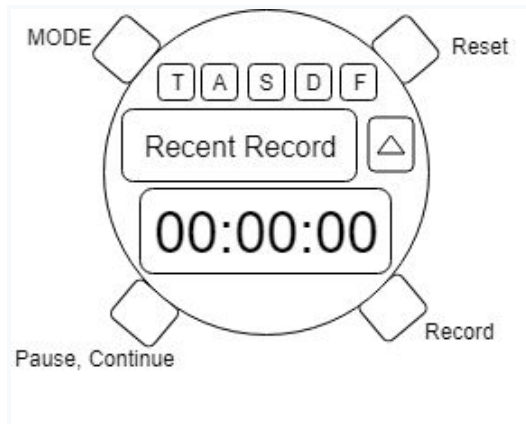 MODE
Reset
T A S D F
Recent Record
00:00:00
Record
Pause, Continue